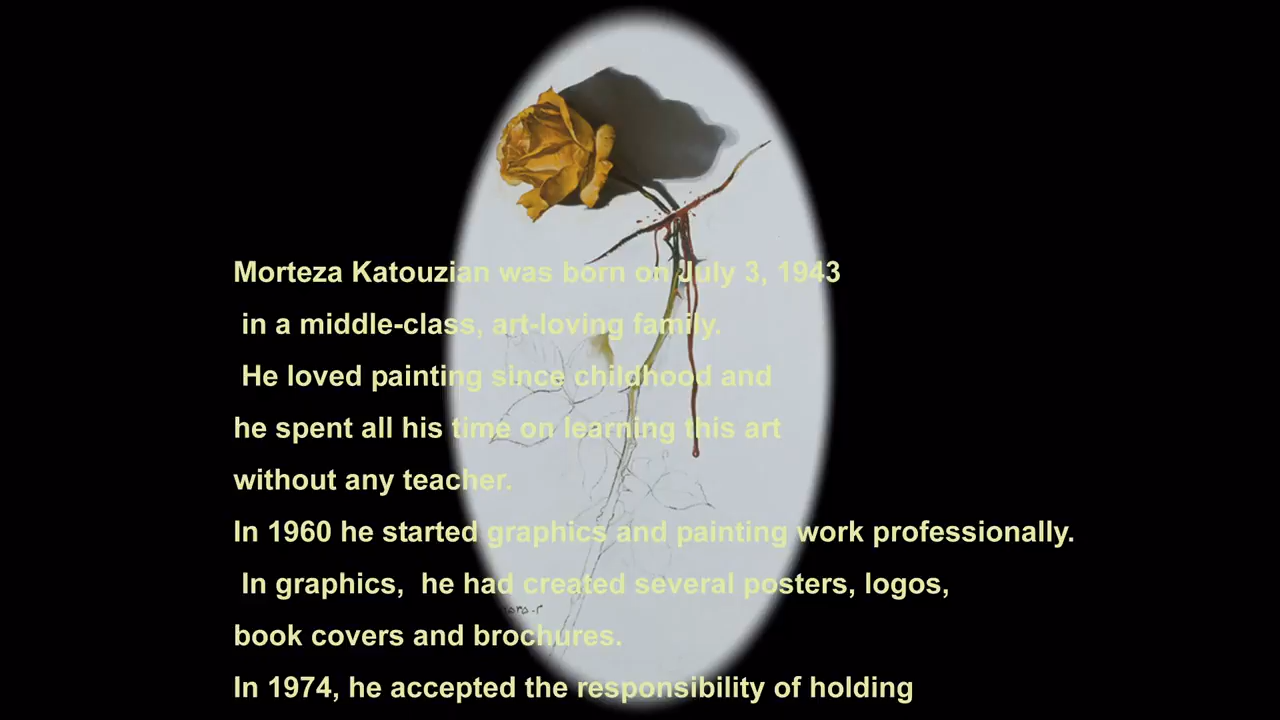 Morteza Katouzian was born on July 3, 1943
in a middle-class, art-loving family.
He loved painting since childhood and
he spent all his time on learning this art
without any teacher.
In 1960 he started graphics and painting work professionally.
In graphics, he had created several posters, logos,
book covers and brochures.
In 1974, he accepted the responsibility of holding